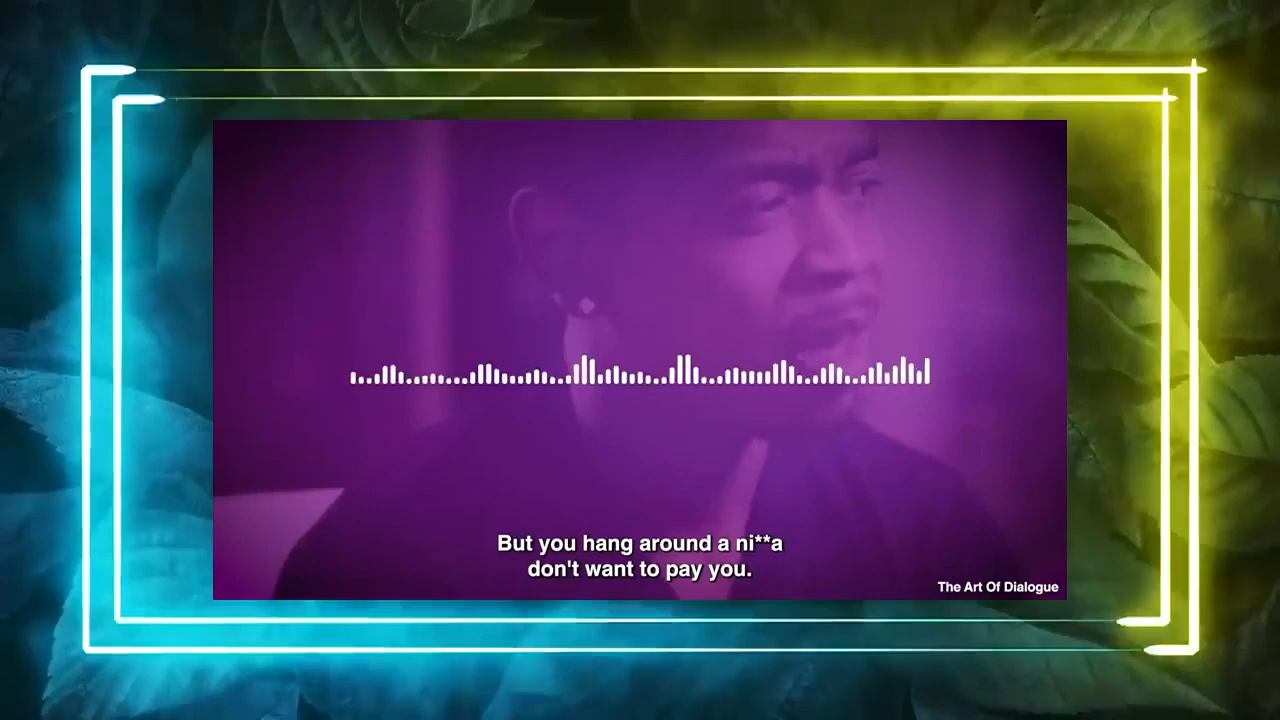 But you hang around a ni**a
don't want to pay you.
The Art Of Dialogue